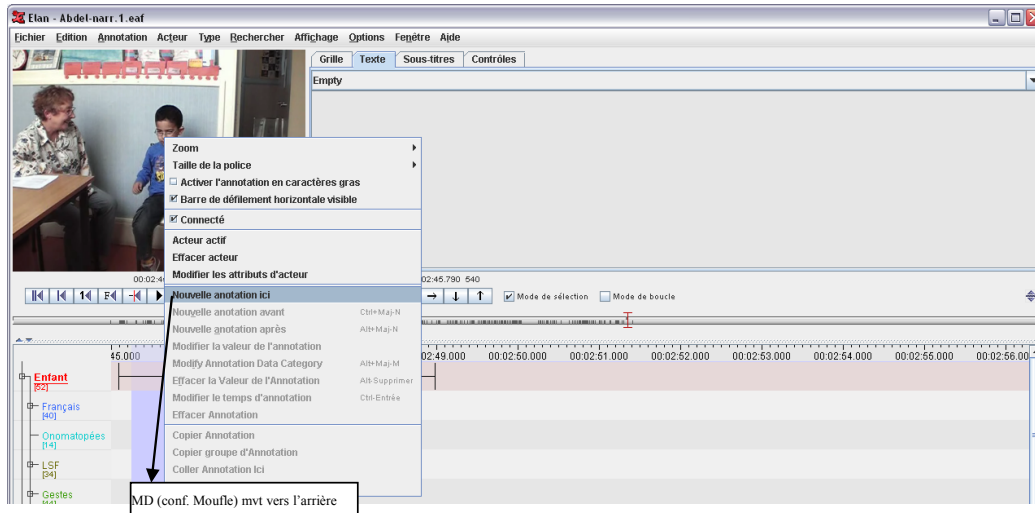 Elan - Abdel-narr.1.eaf
Fichier Edition Annotation Acteur Type Rechercher Affichage Options Fenêtre Aide
Grille Texte Sous-titres Contrôles
Empty
Zoom
Taille de la police
Activer l'annotation en caractères gras
Barre de défilement horizontale visible
Connecté
Acteur actif
Effacer acteur
Modifier les attributs d'acteur
00:02:4
02:45.790 540
Nouvelle anotation ici
Mode de sélection Mode de boucle
Nouvelle anotation avant Ctrl+Maj-N
Nouvelle anotation après Alt+Maj-N
Modifier la valeur de l'annotation
46.000
02:49.000 00:02:50.000 00:02:51.000 00:02:52.000 00:02:53.000 00:02:54.000 00:02:55.000 00:02:56.00
Modify Annotation Data Category Alt+Maj-M
Effacer la Valeur de l'Annotation Alt-Supprimer
Modifier le temps d'annotation Ctrl-Entrée
Effacer Annotation
Copier Annotation
Copier groupe d'Annotation
Coller Annotation Ici
Enfant
[52]
Français
[40]
Onomatopées
[14]
LSF
[34]
Gestes
MD (conf. Moufle) mvt vers l'arrière